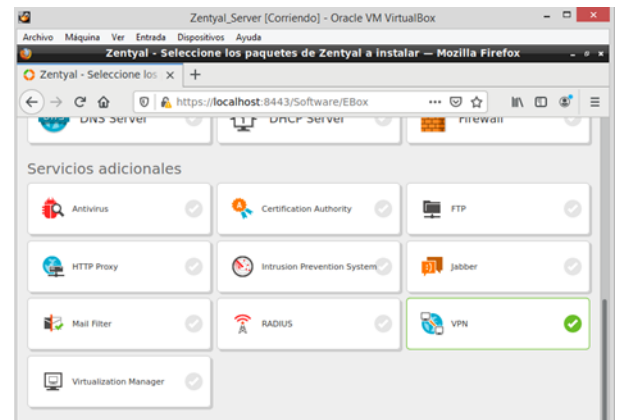 Zentyal_Server [Corriendo] - Oracle VM VirtualBox
Archivo Máquina Ver Entrada Dispositivos Ayuda
Zentyal - Seleccione los paquetes de Zentyal a instalar — Mozilla Firefox
Zentyal - Seleccione los
https://localhost:8443/Software/EBox
DNS Server DHCP Server Firewall
Servicios adicionales
Antivirus Certification Authority FTP
HTTP Proxy Intrusion Prevention System Jabber
Mail Filter RADIUS VPN
Virtualization Manager